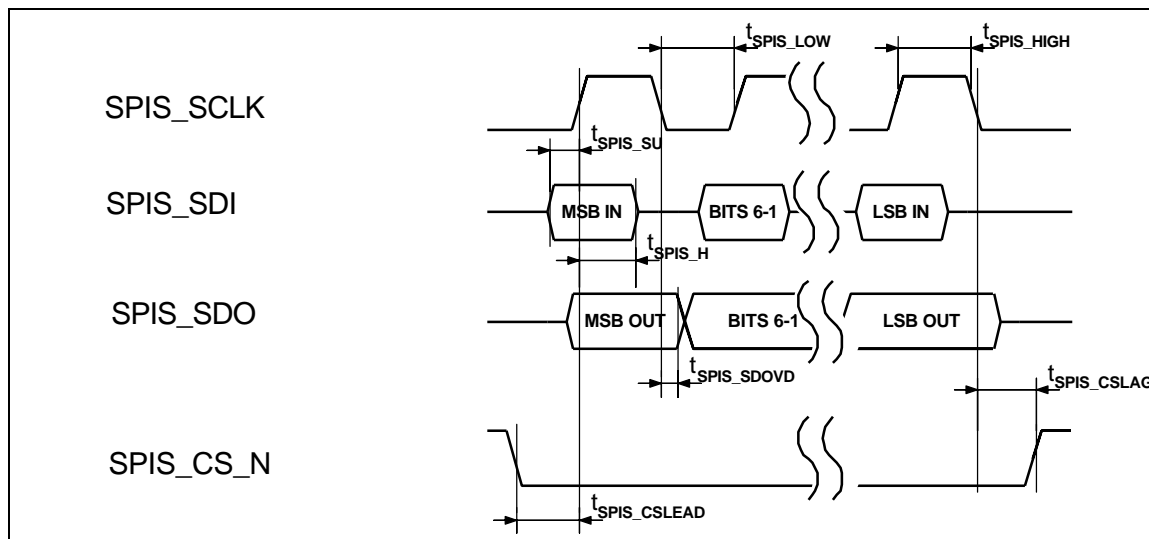 tSPIS_LOW
tSPIS_HIGH
SPIS_SCLK
tSPIS_SU
SPIS_SDI
MSB IN
BITS 6-1
LSB IN
tSPIS_H
SPIS_SDO
MSB OUT
BITS 6-1
LSB OUT
tSPIS_SDOVD
tSPIS_CSLAG
SPIS_CS_N
tSPIS_CSLEAD